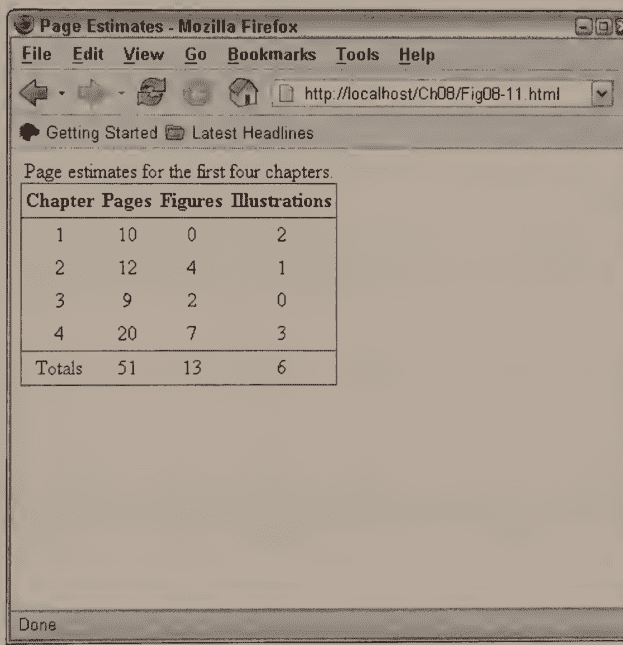 Page Estimates - Mozilla Firefox
File Edit View Go Bookmarks Tools Help
http://localhost/Ch08/Fig08-11.html
Getting Started Latest Headlines
Page estimates for the first four chapters.
Chapter Pages Figures Illustrations
1 10 0 2
2 12 4 1
3 9 2 0
4 20 7 3
Totals 51 13 6
Done